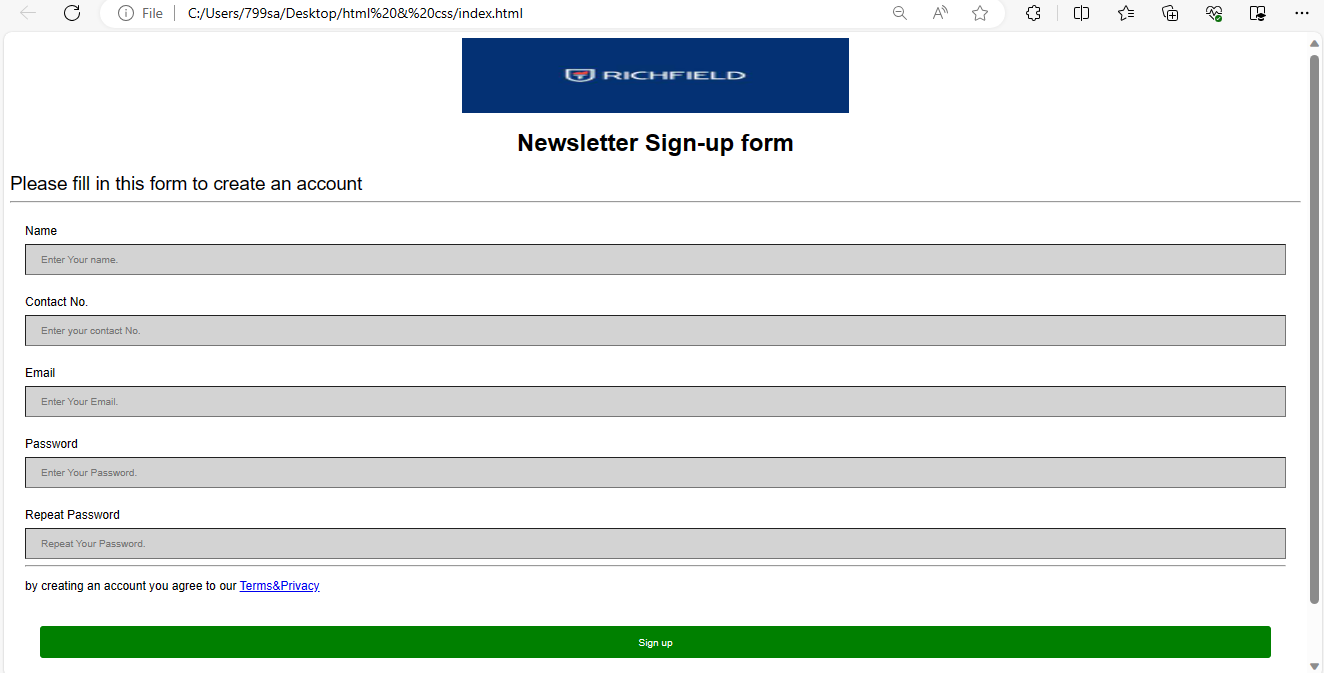 File C:/Users/799sa/Desktop/html%20&%20css/index.html
RICHFIELD
Newsletter Sign-up form
Please fill in this form to create an account
Name
Enter Your name.
Contact No.
Enter your contact No.
Email
Enter Your Email.
Password
Enter Your Password.
Repeat Password
Repeat Your Password.
by creating an account you agree to our Terms&Privacy
Sign up